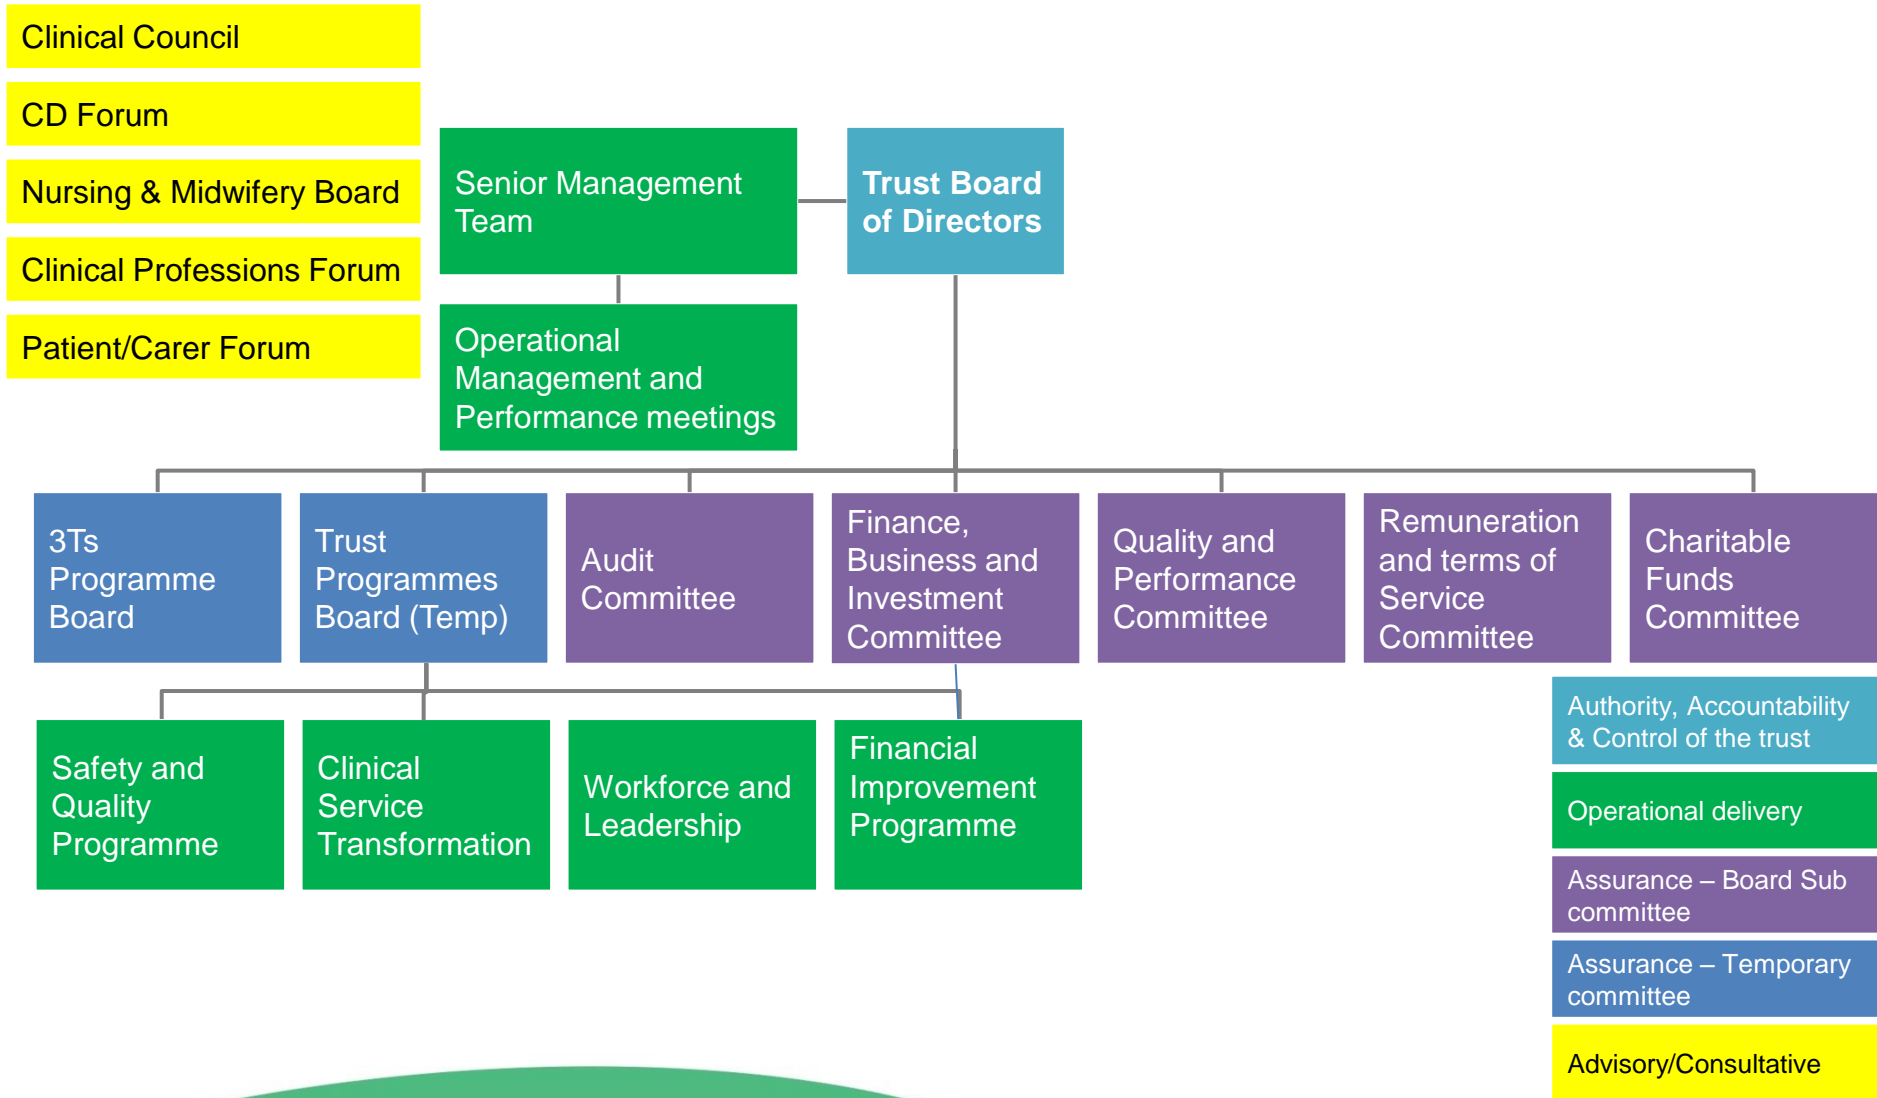 Clinical Council
CD Forum
Nursing & Midwifery Board
Clinical Professions Forum
Patient/Carer Forum
Senior Management
Team
Trust Board
of Directors
Operational
Management and
Performance meetings
3Ts
Programme
Board
Trust
Programmes
Board (Temp)
Audit
Committee
Finance,
Business and
Investment
Committee
Quality and
Performance
Committee
Remuneration
and terms of
Service
Committee
Charitable
Funds
Committee
Safety and
Quality
Programme
Clinical
Service
Transformation
Workforce and
Leadership
Financial
Improvement
Programme
Authority, Accountability
& Control of the trust
Operational delivery
Assurance – Board Sub
committee
Assurance – Temporary
committee
Advisory/Consultative